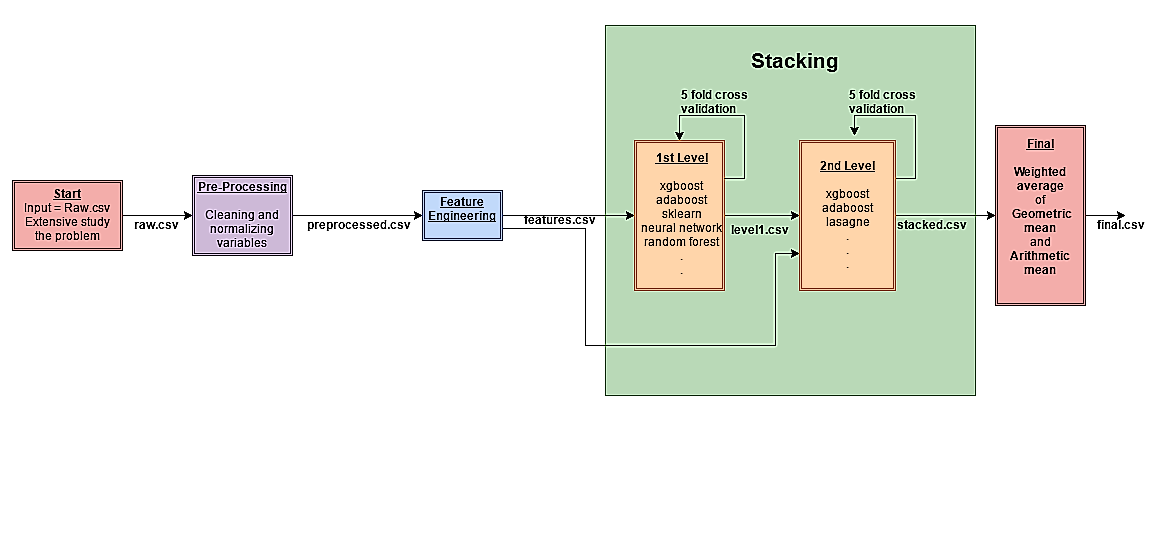 Stacking
5 fold cross
validation
5 fold cross
validation
Start
Input = Raw.csv
Extensive study
the problem
raw.csv
Pre-Processing
Cleaning and
normalizing
variables
preprocessed.csv
Feature
Engineering
features.csv
1st Level
xgboost
adaboost
sklearn
neural network
random forest
.
.
level1.csv
2nd Level
xgboost
adaboost
lasagne
.
.
.
stacked.csv
Final
Weighted
average
of
Geometric
mean
and
Arithmetic
mean
final.csv